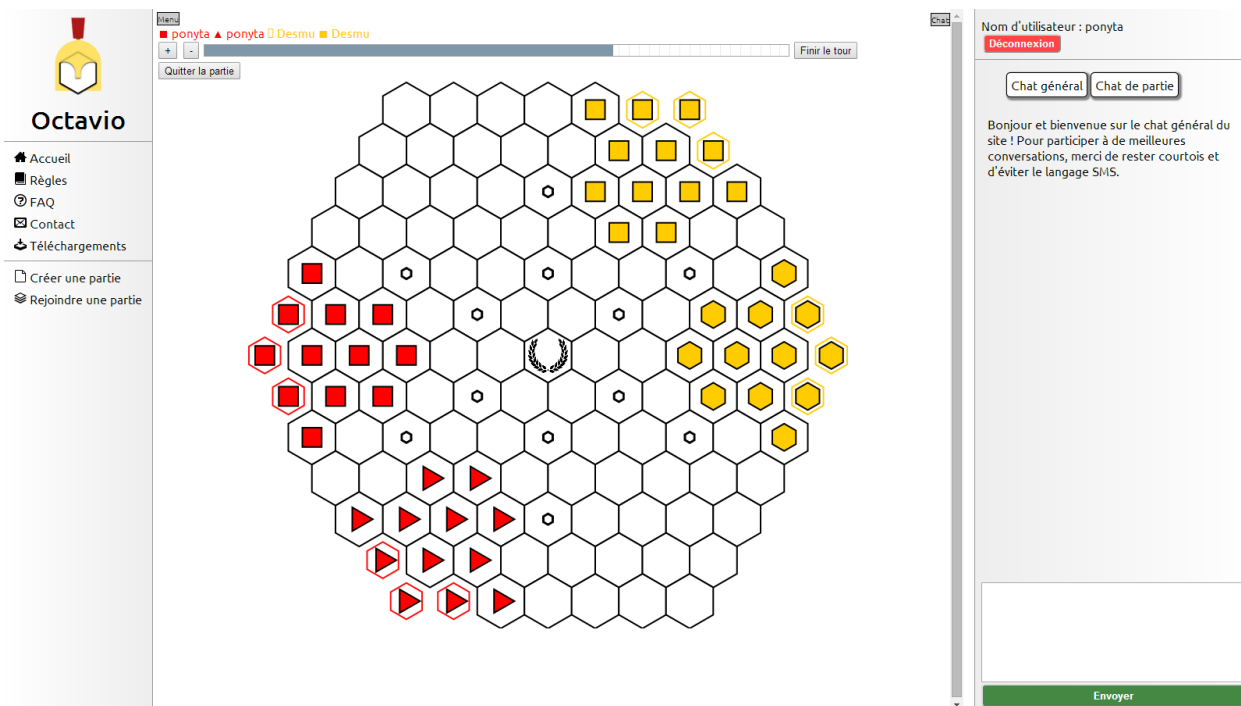 Octavio
Accueil
Règles
FAQ
Contact
Téléchargements
Créer une partie
Rejoindre une partie
Menu
ponyta ponyta Desmu Desmu
+ -
Finir le tour
Quitter la partie
Chat
Nom d'utilisateur : ponyta
Déconnexion
Chat général Chat de partie
Bonjour et bienvenue sur le chat général du
site ! Pour participer à de meilleures
conversations, merci de rester courtois et
d'éviter le langage SMS.
Envoyer